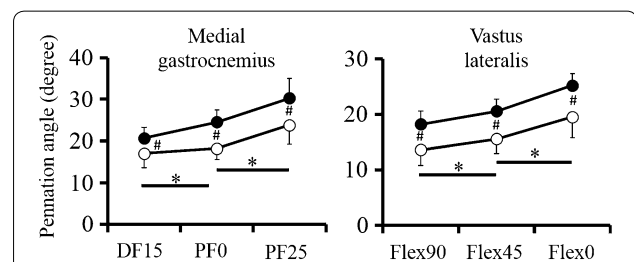 Medial
gastrocnemius
Pennation angle (degree)
40
30
20
10
0
#
#
#
*
*
DF15 PF0 PF25
Vastus
lateralis
30
20
10
0
#
#
#
*
*
Flex90 Flex45 Flex0